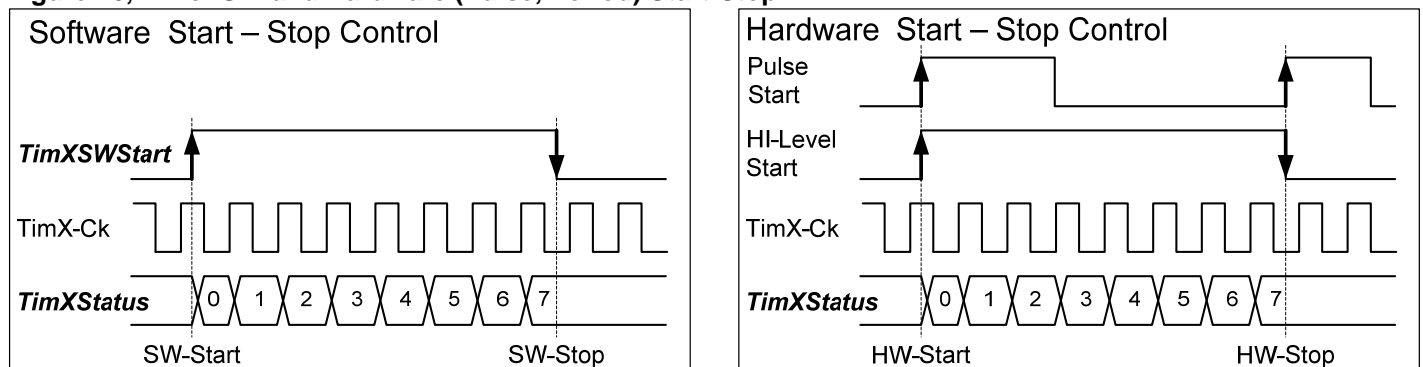 Software Start – Stop Control
TimXSWStart
TimX-Ck
TimXStatus
0 1 2 3 4 5 6 7
SW-Start SW-Stop
Hardware Start – Stop Control
Pulse
Start
HI-Level
Start
TimX-Ck
TimXStatus
0 1 2 3 4 5 6 7
HW-Start HW-Stop